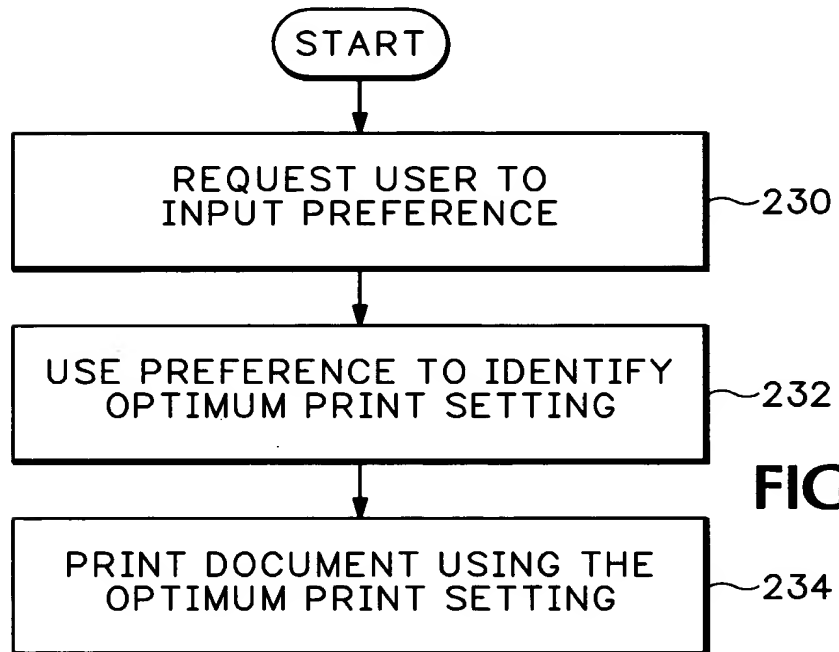 START
REQUEST USER TO
INPUT PREFERENCE
230
USE PREFERENCE TO IDENTIFY
OPTIMUM PRINT SETTING
232
FIG
PRINT DOCUMENT USING THE
OPTIMUM PRINT SETTING
234